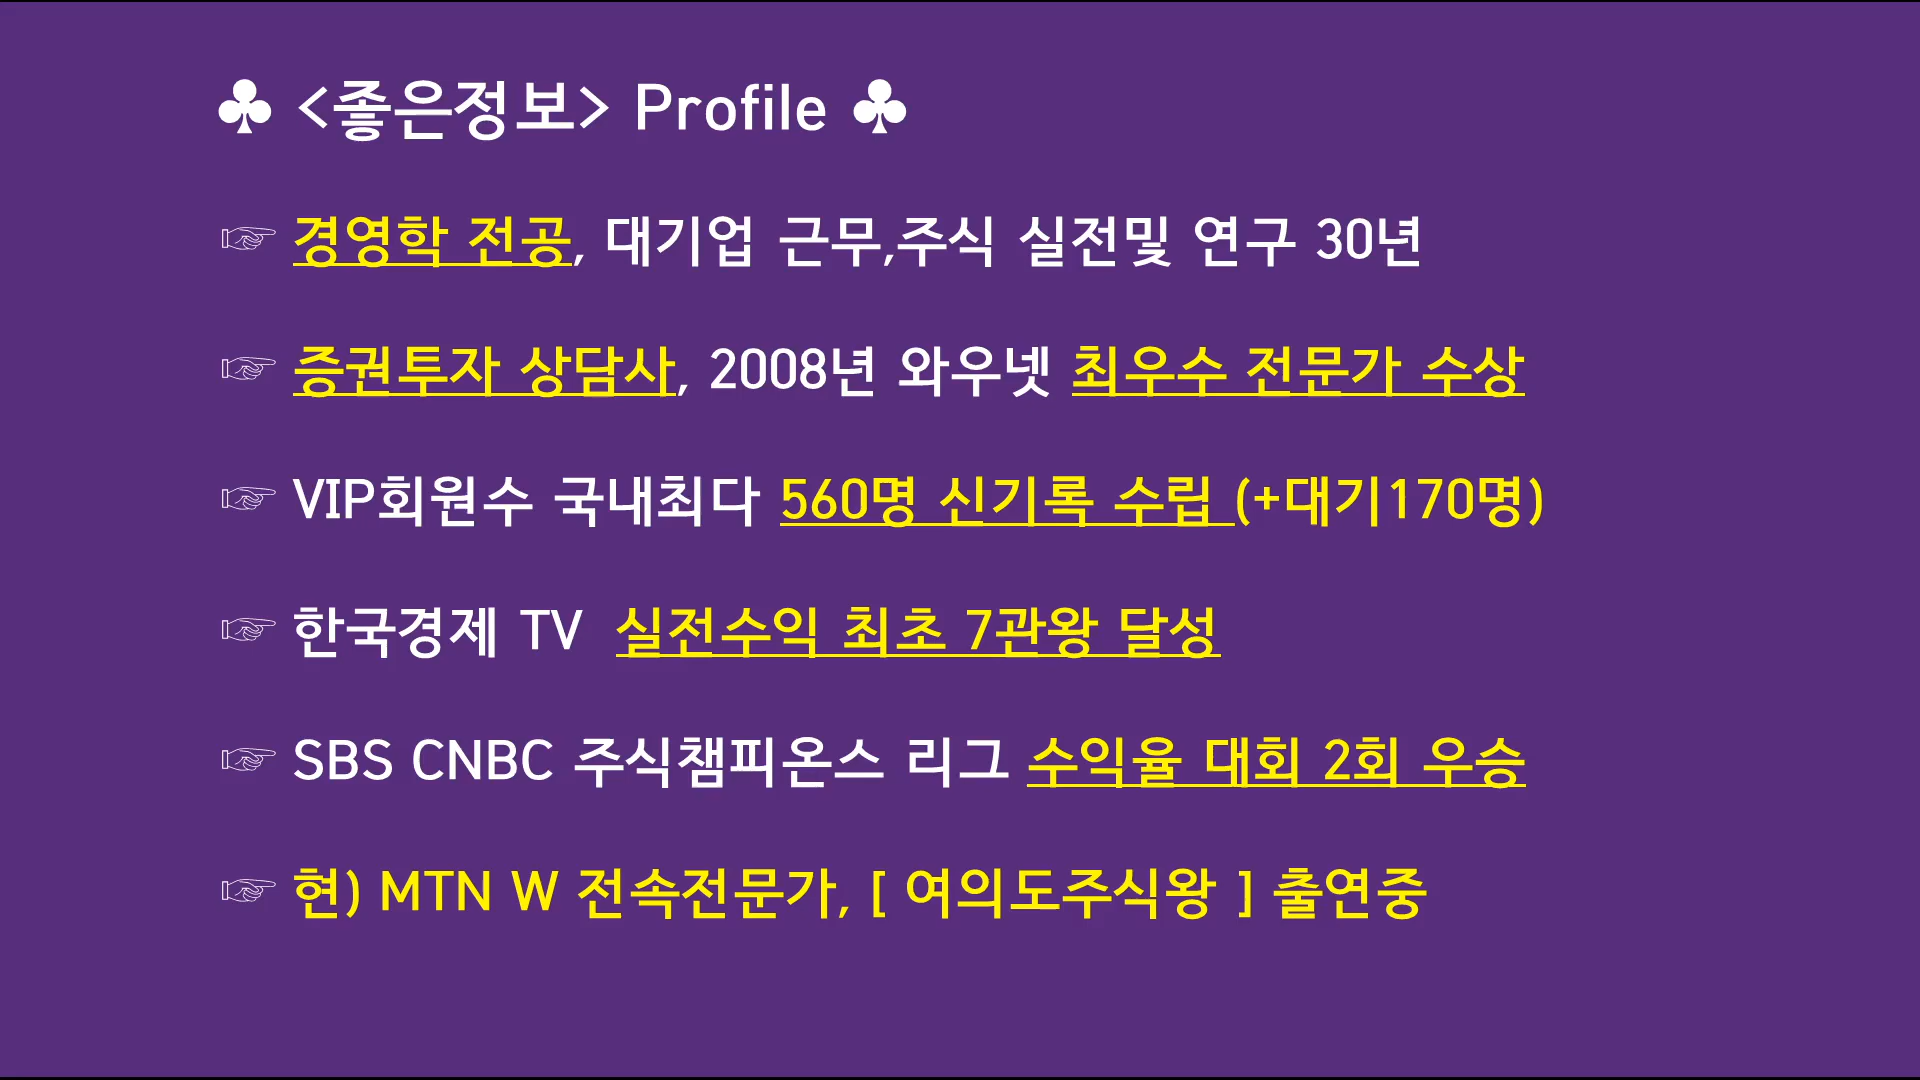 ♣ <좋은정보> Profile ♣
☞ 경영학 전공, 대기업 근무,주식 실전및 연구 30년
☞ 증권투자 상담사, 2008년 와우넷 최우수 전문가 수상
☞ VIP회원수 국내최다 560명 신기록 수립 (+대기170명)
☞ 한국경제 TV 실전수익 최초 7관왕 달성
☞ SBS CNBC 주식챔피온스 리그 수익율 대회 2회 우승
☞ 현) MTN W 전속전문가, [ 여의도주식왕 ] 출연중